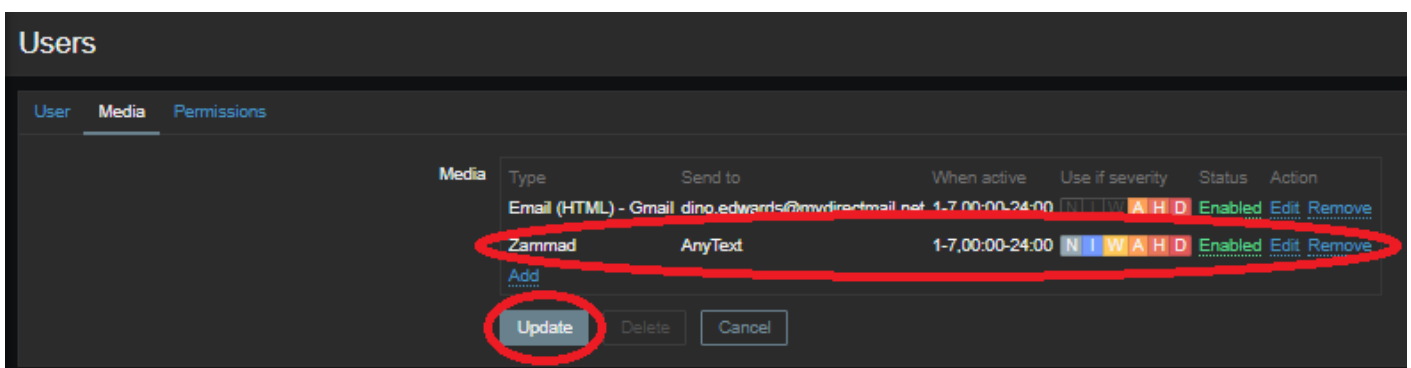 Users
User Media Permissions
Media Type Send to When active Use if severity Status Action
Email (HTML) - Gmail dino.edwards@mydirectmail.net 1-7,00:00-24:00 N I W A H D Enabled Edit Remove
Zammad AnyText 1-7,00:00-24:00 N I W A H D Enabled Edit Remove
Add
Update Delete Cancel